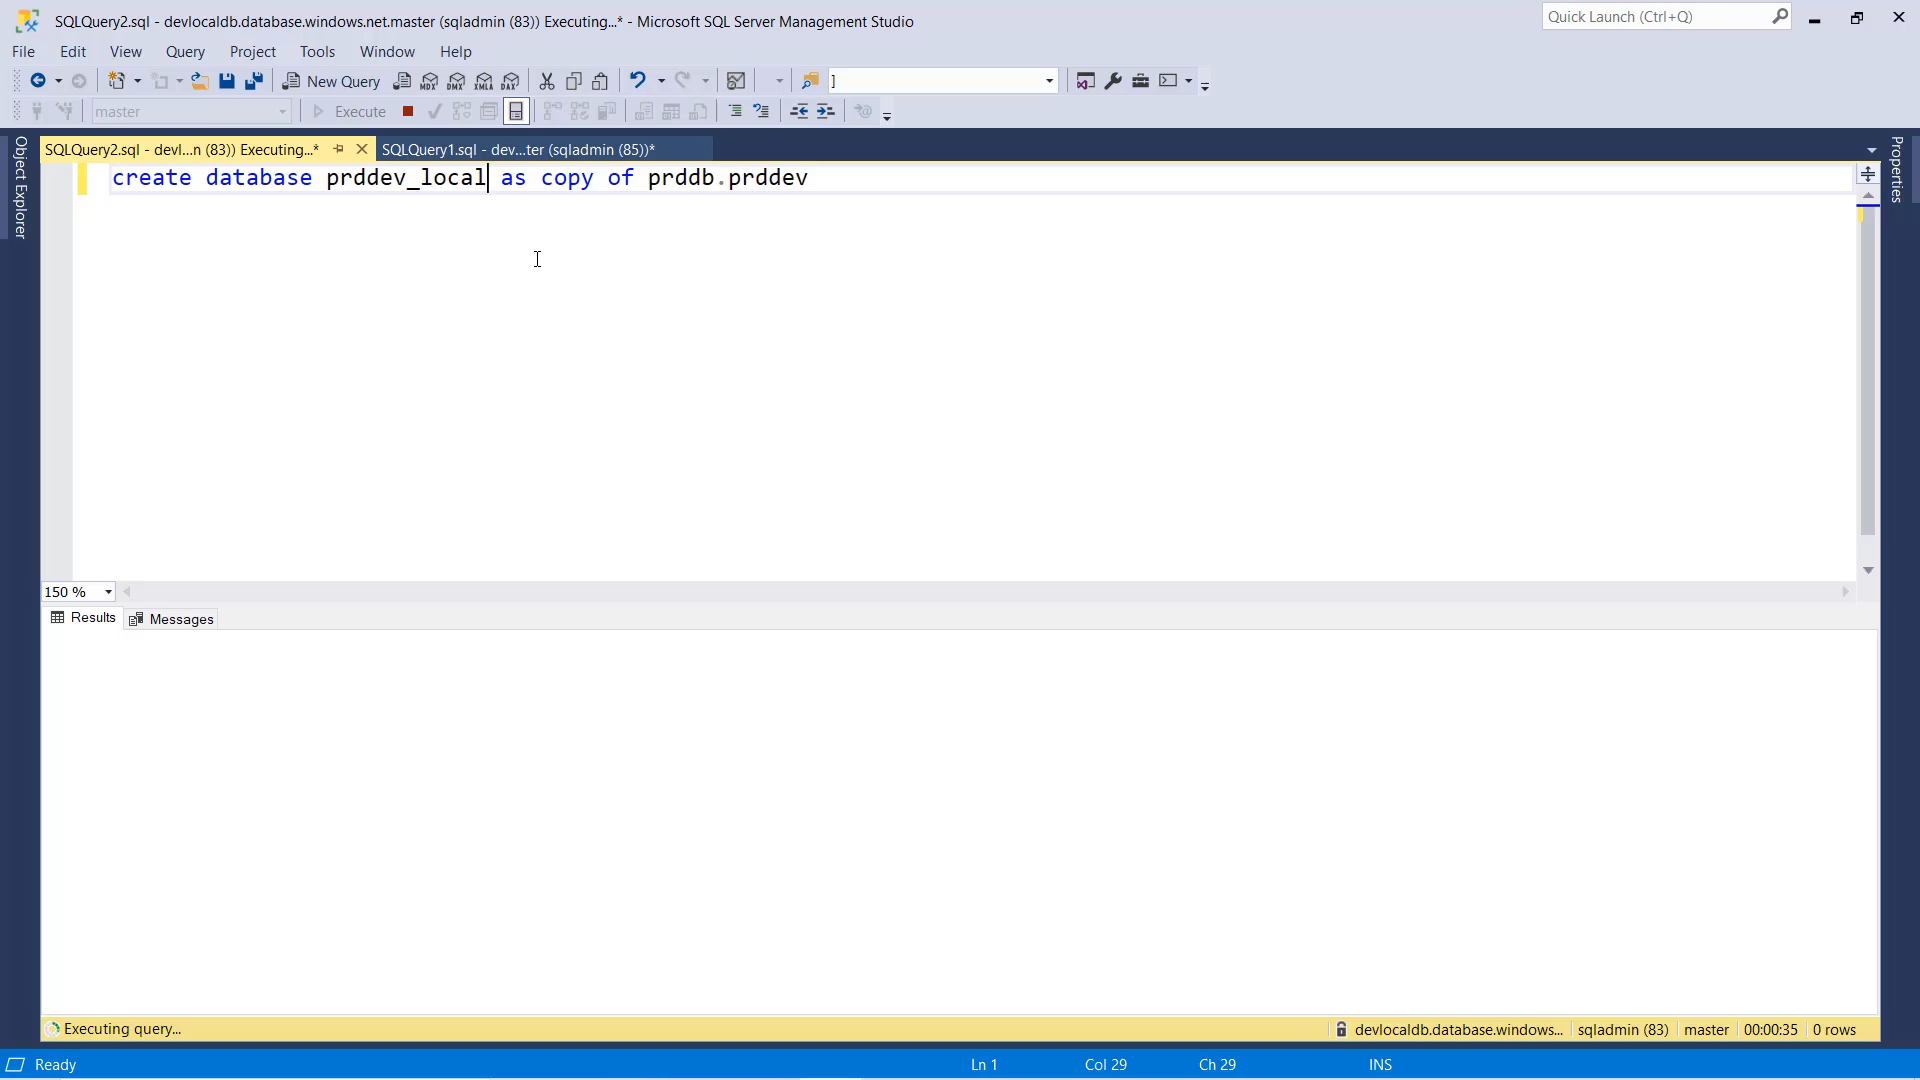 SQLQuery2.sql - devlocaldb.database.windows.net.master (sqladmin (83)) Executing...* - Microsoft SQL Server Management Studio
Quick Launch (Ctrl+Q)
File Edit View Query Project Tools Window Help
New Query MDX DMX XMLA DAX ]
master Execute
SQLQuery2.sql - devl...n (83)) Executing...* SQLQuery1.sql - dev...ter (sqladmin (85))*
Object Explorer
Properties
create database prddev_local as copy of prddb.prddev
150 %
Results Messages
Executing query... devlocaldb.database.windows... sqladmin (83) master 00:00:35 0 rows
Ready Ln 1 Col 29 Ch 29 INS